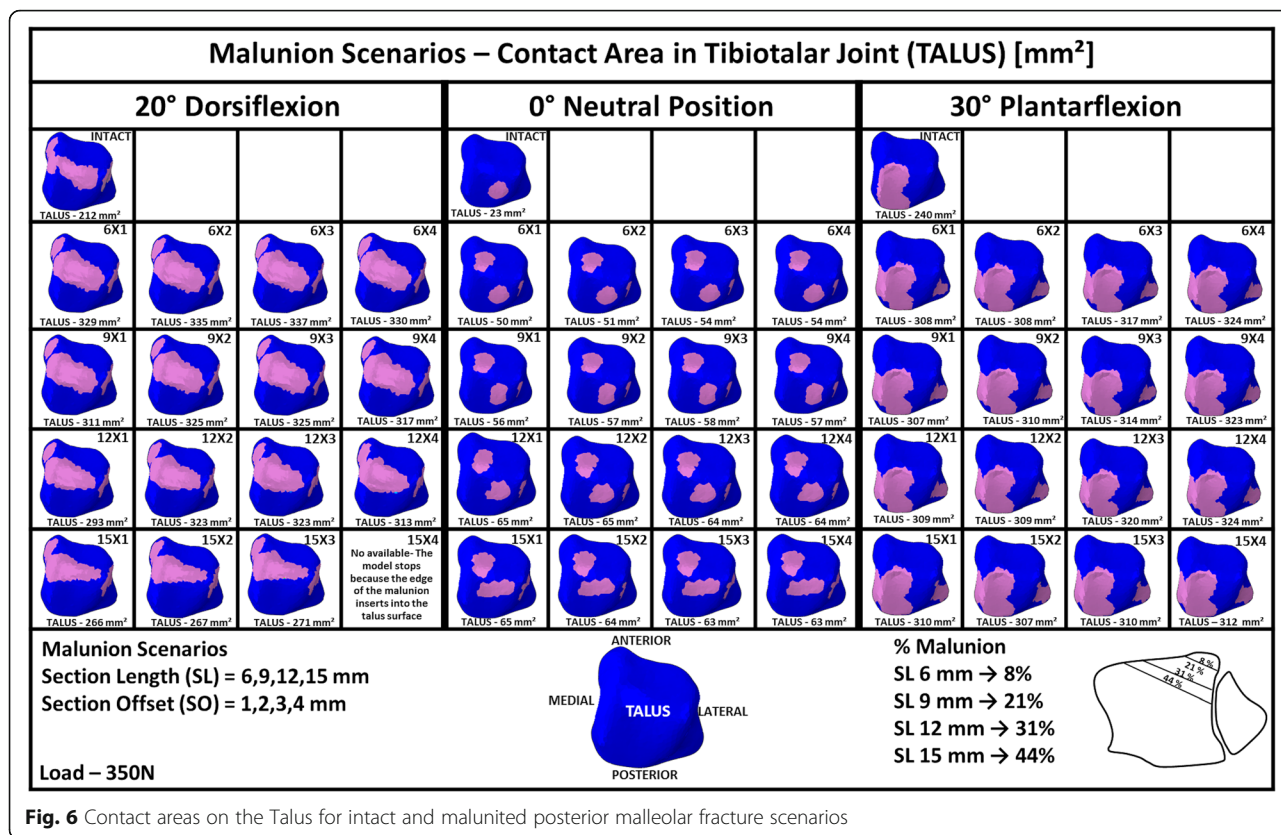 Malunion Scenarios – Contact Area in Tibiotalar Joint (TALUS) [mm²]
20° Dorsiflexion
0° Neutral Position
30° Plantarflexion
INTACT
TALUS - 212 mm²
INTACT
TALUS - 23 mm²
INTACT
TALUS - 240 mm²
6X1
6X2
6X3
6X4
6X1
6X2
6X3
6X4
6X1
6X2
6X3
6X4
TALUS - 329 mm²
TALUS - 335 mm²
TALUS - 337 mm²
TALUS - 330 mm²
TALUS - 50 mm²
TALUS - 51 mm²
TALUS - 54 mm²
TALUS - 54 mm²
TALUS - 308 mm²
TALUS - 308 mm²
TALUS - 317 mm²
TALUS - 324 mm²
9X1
9X2
9X3
9X4
9X1
9X2
9X3
9X4
9X1
9X2
9X3
9X4
TALUS - 311 mm²
TALUS - 325 mm²
TALUS - 325 mm²
TALUS - 317 mm²
TALUS - 56 mm²
TALUS - 57 mm²
TALUS - 58 mm²
TALUS - 57 mm²
TALUS - 307 mm²
TALUS - 310 mm²
TALUS - 314 mm²
TALUS - 323 mm²
12X1
12X2
12X3
12X4
12X1
12X2
12X3
12X4
12X1
12X2
12X3
12X4
TALUS - 293 mm²
TALUS - 323 mm²
TALUS - 323 mm²
TALUS - 313 mm²
TALUS - 65 mm²
TALUS - 65 mm²
TALUS - 64 mm²
TALUS - 64 mm²
TALUS - 309 mm²
TALUS - 309 mm²
TALUS - 320 mm²
TALUS - 324 mm²
15X1
15X2
15X3
15X4
No available- The
model stops
because the edge
of the malunion
inserts into the
talus surface
15X1
15X2
15X3
15X4
15X1
15X2
15X3
15X4
TALUS - 266 mm²
TALUS - 267 mm²
TALUS - 271 mm²
TALUS - 65 mm²
TALUS - 64 mm²
TALUS - 63 mm²
TALUS - 63 mm²
TALUS - 310 mm²
TALUS - 307 mm²
TALUS - 310 mm²
TALUS – 312 mm²
Malunion Scenarios
Section Length (SL) = 6,9,12,15 mm
Section Offset (SO) = 1,2,3,4 mm
Load – 350N
ANTERIOR
MEDIAL
TALUS
LATERAL
POSTERIOR
% Malunion
SL 6 mm → 8%
SL 9 mm → 21%
SL 12 mm → 31%
SL 15 mm → 44%
8 %
21 %
31 %
44 %
Fig. 6 Contact areas on the Talus for intact and malunited posterior malleolar fracture scenarios